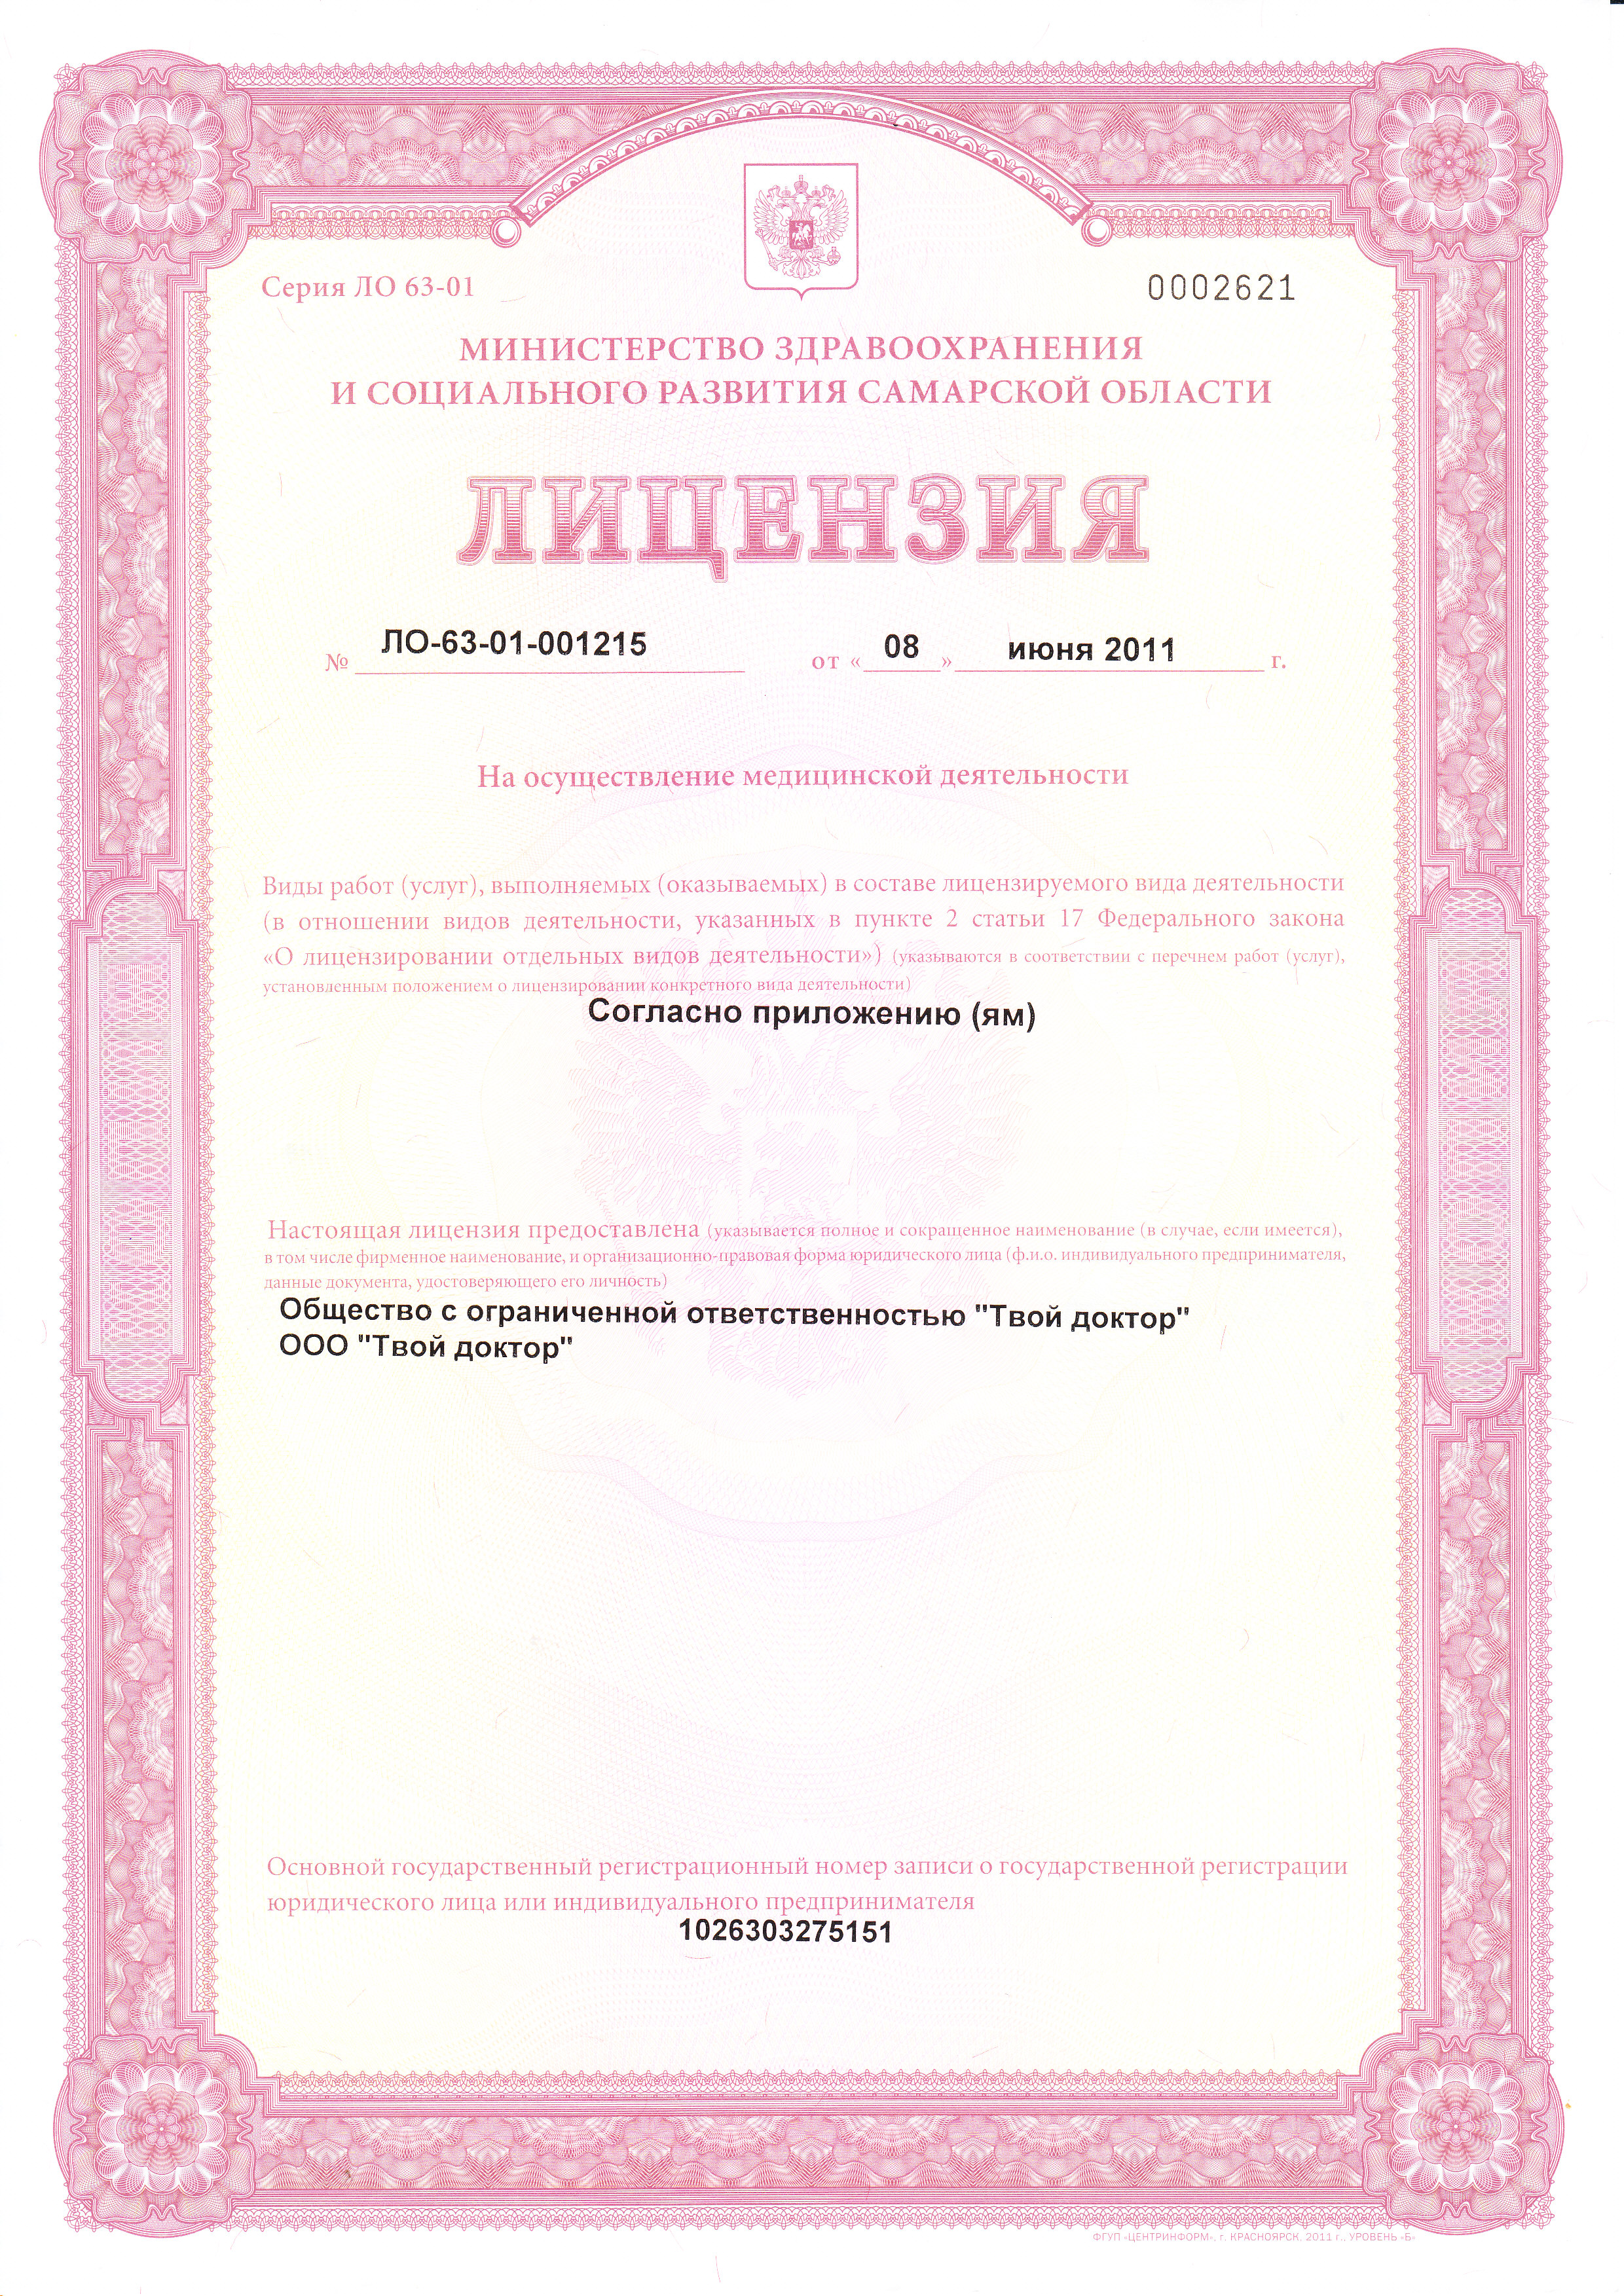 Серия ЛО 63-01
0002621
МИНИСТЕРСТВО ЗДРАВООХРАНЕНИЯ
И СОЦИАЛЬНОГО РАЗВИТИЯ САМАРСКОЙ ОБЛАСТИ
ЛИЦЕНЗИЯ
№ ЛО-63-01-001215 от « 08 » июня 2011 г.
На осуществление медицинской деятельности
Виды работ (услуг), выполняемых (оказываемых) в составе лицензируемого вида деятельности
(в отношении видов деятельности, указанных в пункте 2 статьи 17 Федерального закона
«О лицензировании отдельных видов деятельности») (указываются в соответствии с перечнем работ (услуг),
установленным положением о лицензировании конкретного вида деятельности)
Согласно приложению (ям)
Настоящая лицензия предоставлена (указывается полное и сокращенное наименование (в случае, если имеется),
в том числе фирменное наименование, и организационно-правовая форма юридического лица (ф.и.о. индивидуального предпринимателя,
данные документа, удостоверяющего его личность)
Общество с ограниченной ответственностью "Твой доктор"
ООО "Твой доктор"
Основной государственный регистрационный номер записи о государственной регистрации
юридического лица или индивидуального предпринимателя
1026303275151
ФГУП «ЦЕНТРИНФОРМ», г. КРАСНОЯРСК, 2011 г., УРОВЕНЬ «Б»